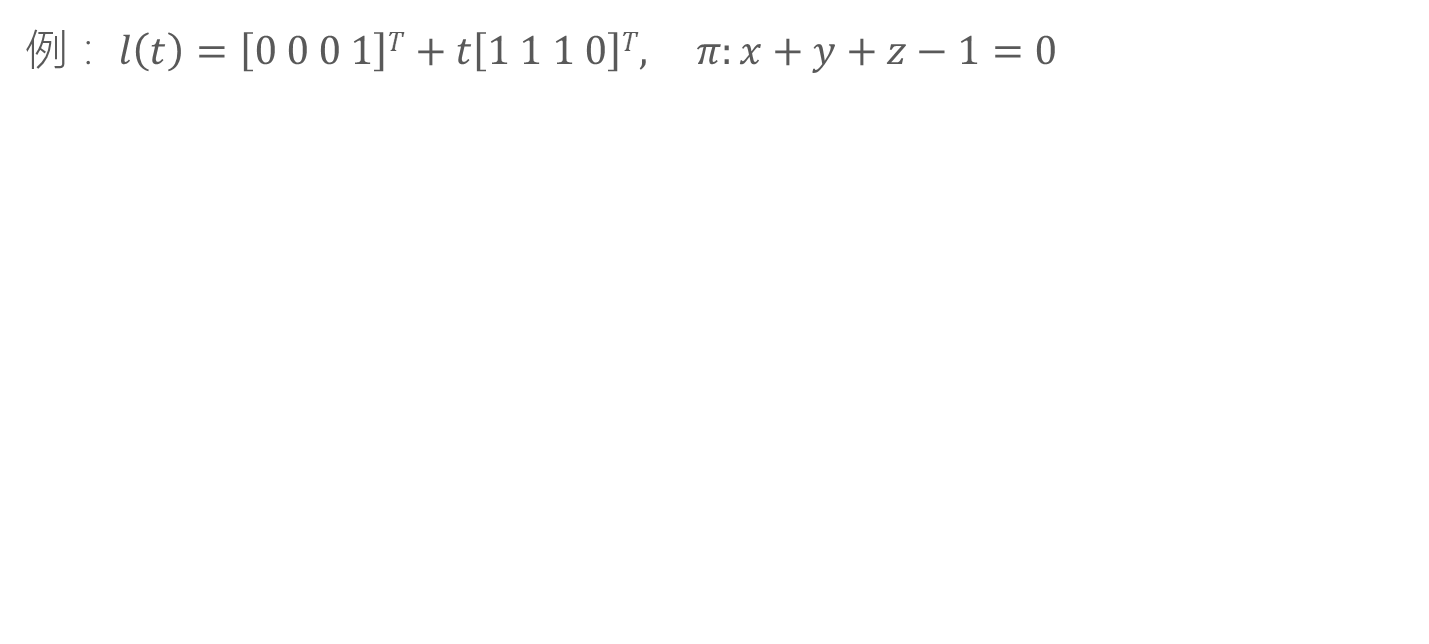 例：l(t) = [0 0 0 1]ᵀ + t[1 1 1 0]ᵀ, π: x + y + z − 1 = 0